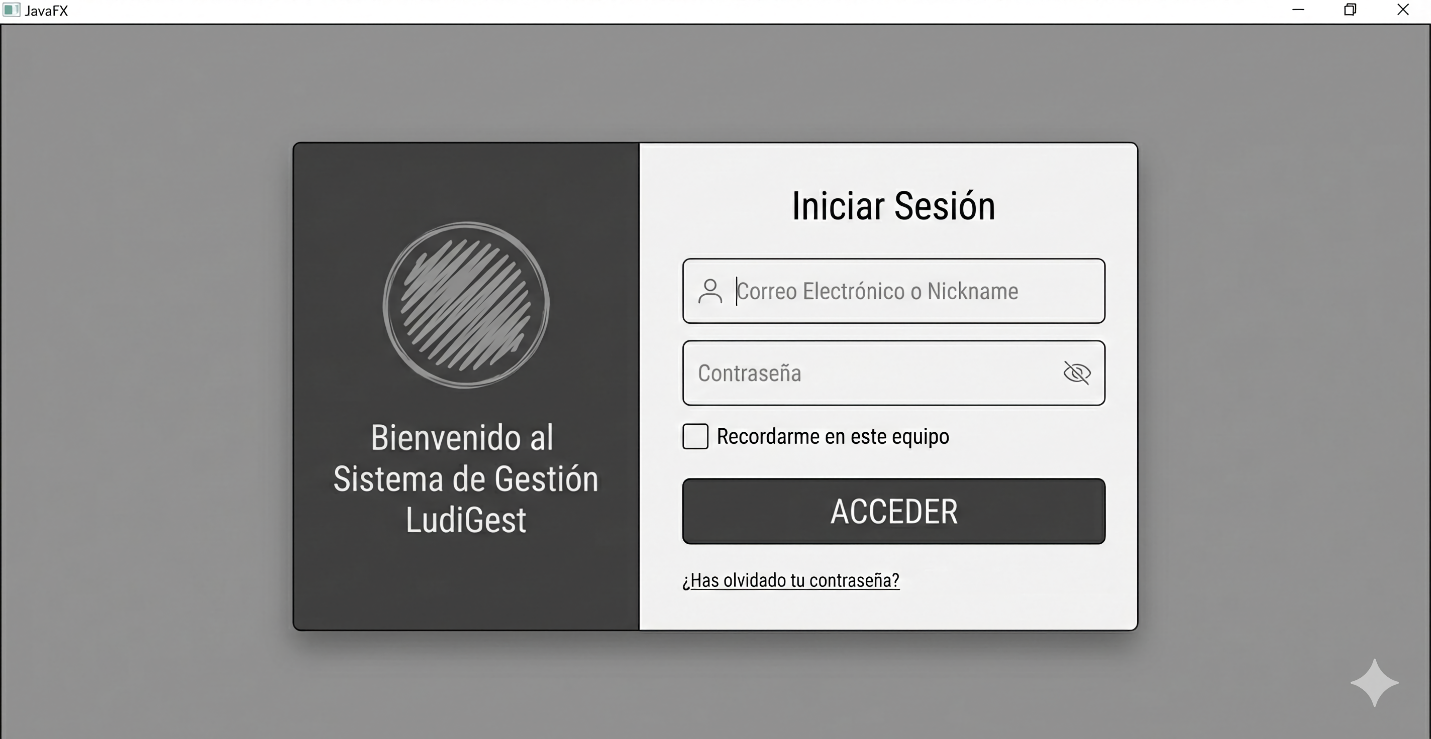 JavaFX
Bienvenido al
Sistema de Gestión
LudiGest
Iniciar Sesión
Correo Electrónico o Nickname
Contraseña
Recordarme en este equipo
ACCEDER
¿Has olvidado tu contraseña?